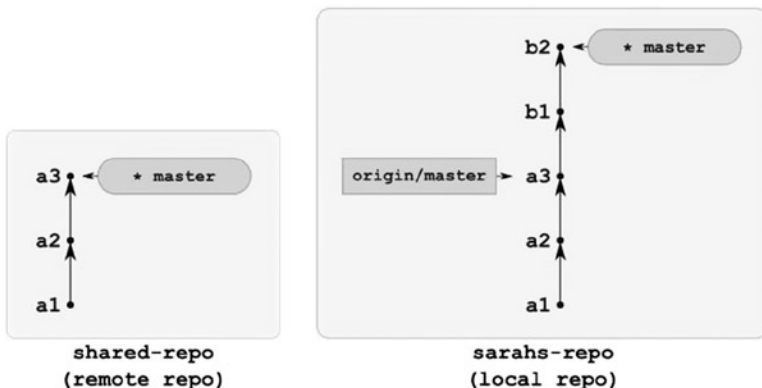 a3
* master
a2
a1
shared-repo
(remote repo)
b2
* master
b1
origin/master
a3
a2
a1
sarahs-repo
(local repo)